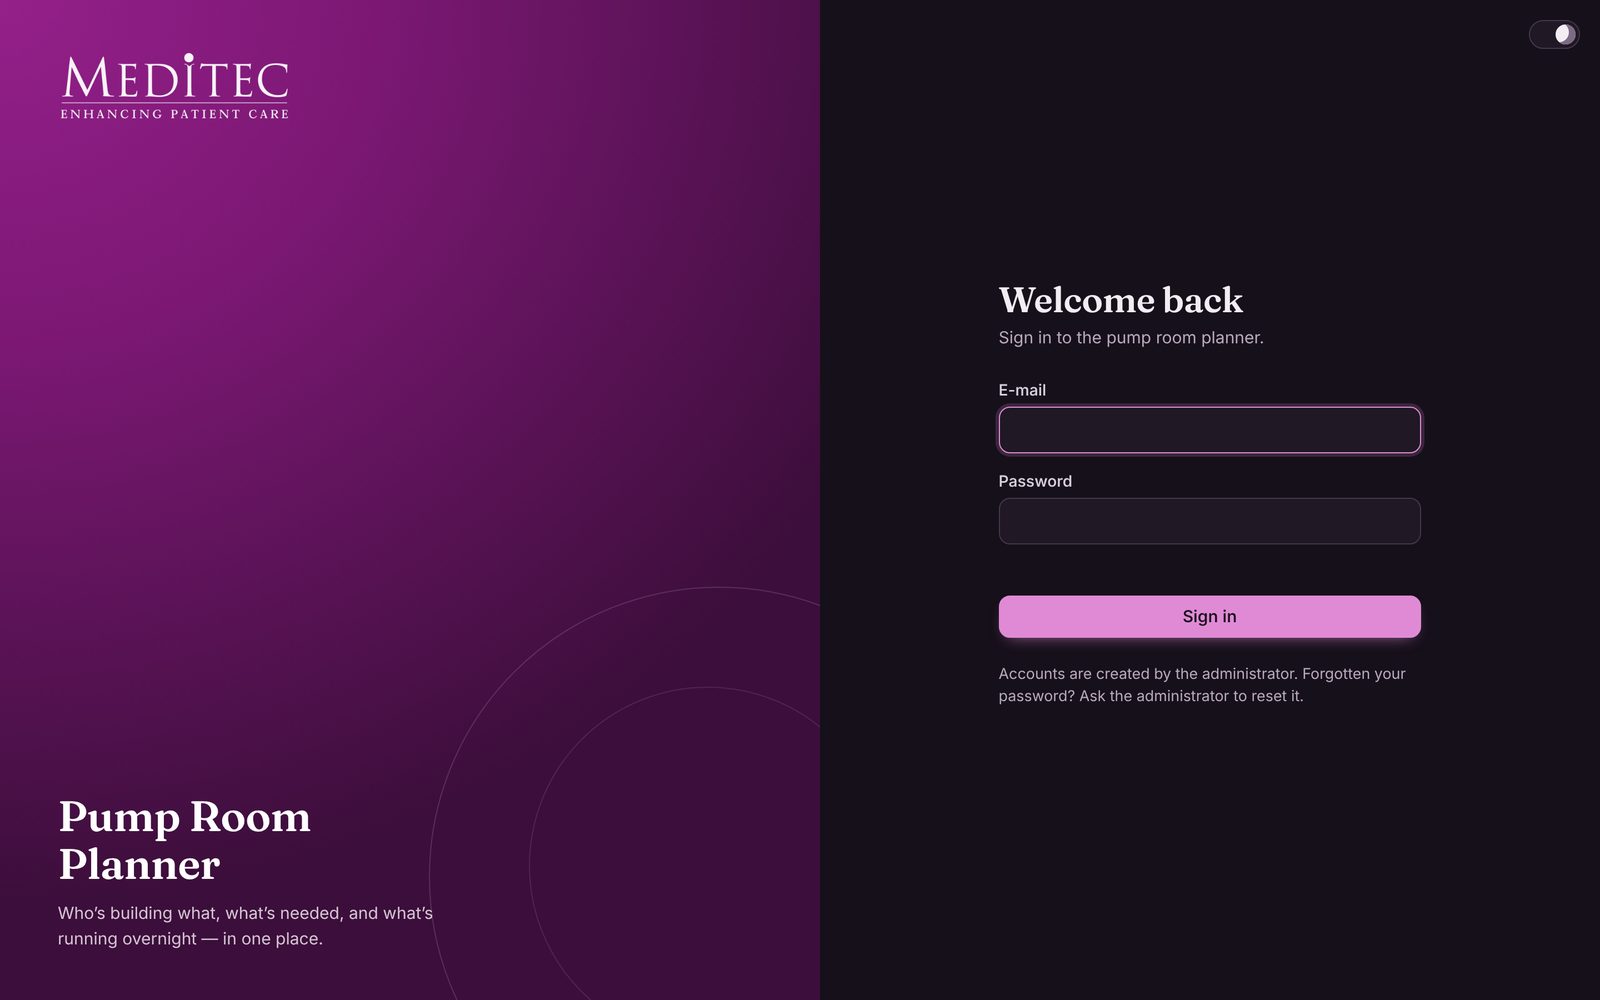 MEDITEC
ENHANCING PATIENT CARE
Pump Room
Planner
Who’s building what, what’s needed, and what’s
running overnight — in one place.
Welcome back
Sign in to the pump room planner.
E-mail
Password
Sign in
Accounts are created by the administrator. Forgotten your
password? Ask the administrator to reset it.